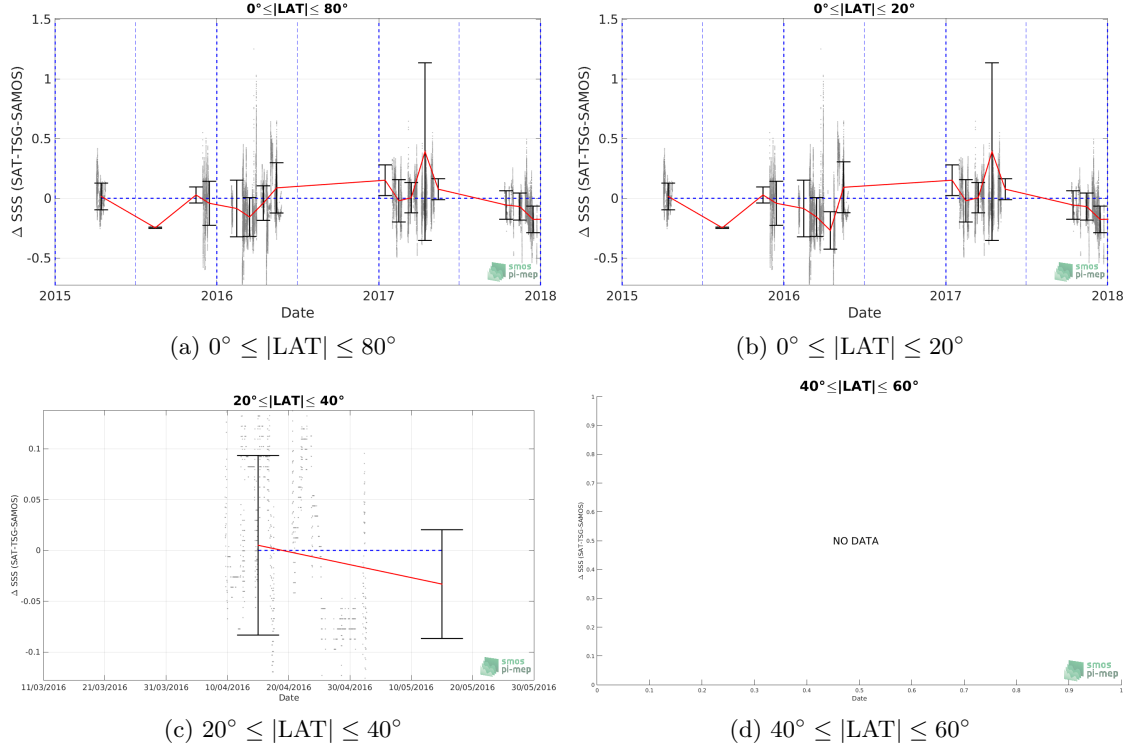 0°≤|LAT|≤ 80°
Δ SSS (SAT-TSG-SAMOS)
1.5
1
0.5
0
-0.5
2015
2016
2017
2018
Date
smos
pi-mep
(a) 0° ≤ |LAT| ≤ 80°
0°≤|LAT|≤ 20°
Δ SSS (SAT-TSG-SAMOS)
1.5
1
0.5
0
-0.5
2015
2016
2017
2018
Date
smos
pi-mep
(b) 0° ≤ |LAT| ≤ 20°
20°≤|LAT|≤ 40°
Δ SSS (SAT-TSG-SAMOS)
0.1
0.05
0
-0.05
-0.1
11/03/2016
21/03/2016
31/03/2016
10/04/2016
20/04/2016
30/04/2016
10/05/2016
20/05/2016
30/05/2016
Date
smos
pi-mep
(c) 20° ≤ |LAT| ≤ 40°
40°≤|LAT|≤ 60°
Δ SSS (SAT-TSG-SAMOS)
1
0.9
0.8
0.7
0.6
0.5
0.4
0.3
0.2
0.1
0
NO DATA
0
0.1
0.2
0.3
0.4
0.5
0.6
0.7
0.8
0.9
1
Date
smos
pi-mep
(d) 40° ≤ |LAT| ≤ 60°